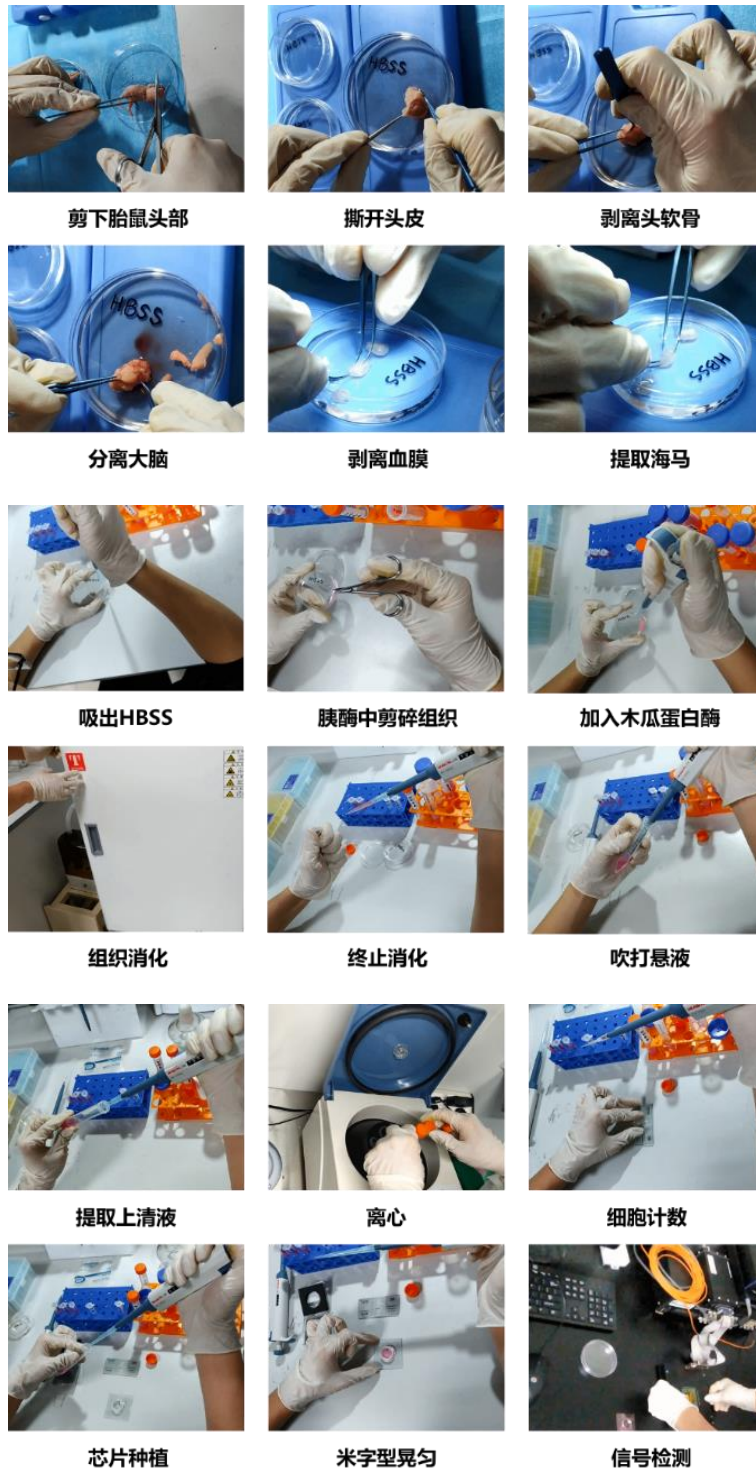 HBSS
HBSS
剪下胎鼠头部
撕开头皮
剥离头软骨
HBSS
HBSS
HBSS
分离大脑
剥离血膜
提取海马
吸出HBSS
胰酶中剪碎组织
加入木瓜蛋白酶
组织消化
终止消化
吹打悬液
提取上清液
离心
细胞计数
芯片种植
米字型晃匀
信号检测